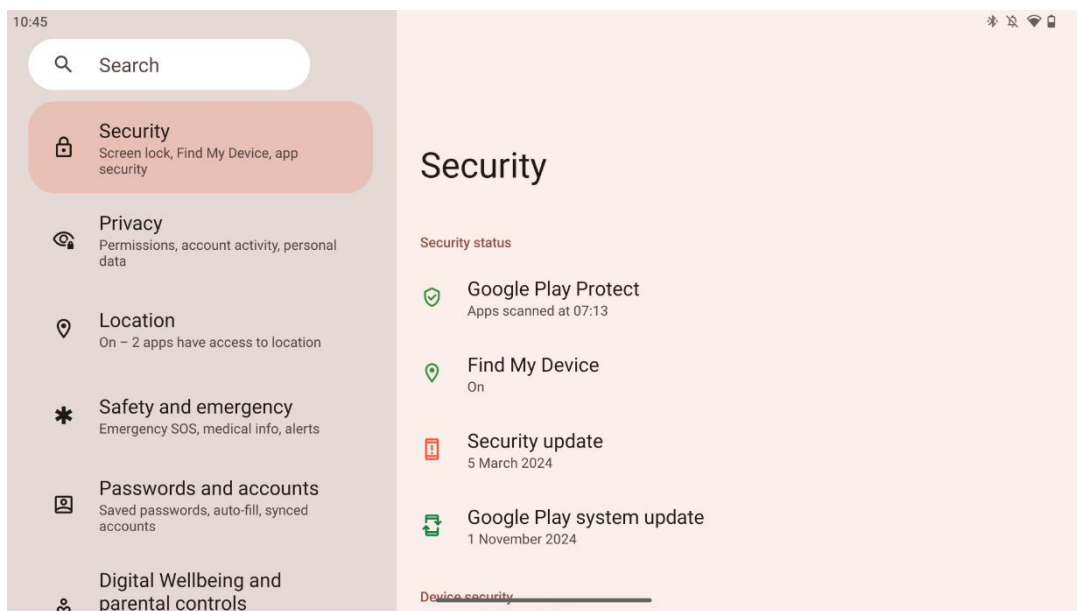 10:45
Search
Security
Screen lock, Find My Device, app
security
Privacy
Permissions, account activity, personal
data
Location
On – 2 apps have access to location
Safety and emergency
Emergency SOS, medical info, alerts
Passwords and accounts
Saved passwords, auto-fill, synced
accounts
Digital Wellbeing and
parental controls
Security
Security status
Google Play Protect
Apps scanned at 07:13
Find My Device
On
Security update
5 March 2024
Google Play system update
1 November 2024
Device security